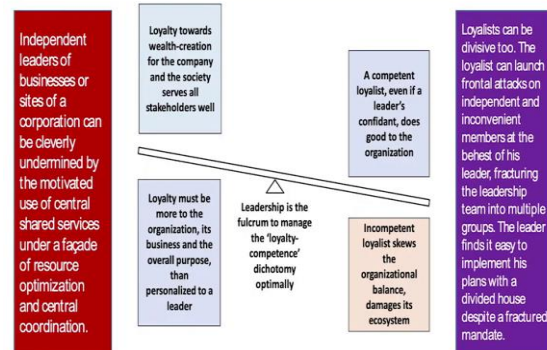 Independent
leaders of
businesses or
sites of a
corporation can
be cleverly
undermined by
the motivated
use of central
shared services
under a façade
of resource
optimization
and central
coordination.
Loyalty towards
wealth-creation
for the company
and the society
serves all
stakeholders well
A competent
loyalist, even if a
leader's
confidant, does
good to the
organization
Loyalty must be
more to the
organization, its
business and the
overall purpose,
than
personalized to a
leader
Leadership is the
fulcrum to manage
the 'loyalty-
competence'
dichotomy
optimally
Incompetent
loyalist skews
the
organizational
balance,
damages its
ecosystem
Loyalists can be
divisive too. The
loyalist can launch
frontal attacks on
independent and
inconvenient
members at the
behest of his
leader, fracturing
the leadership
team into multiple
groups. The leader
finds it easy to
implement his
plans with a
divided house
despite a fractured
mandate.